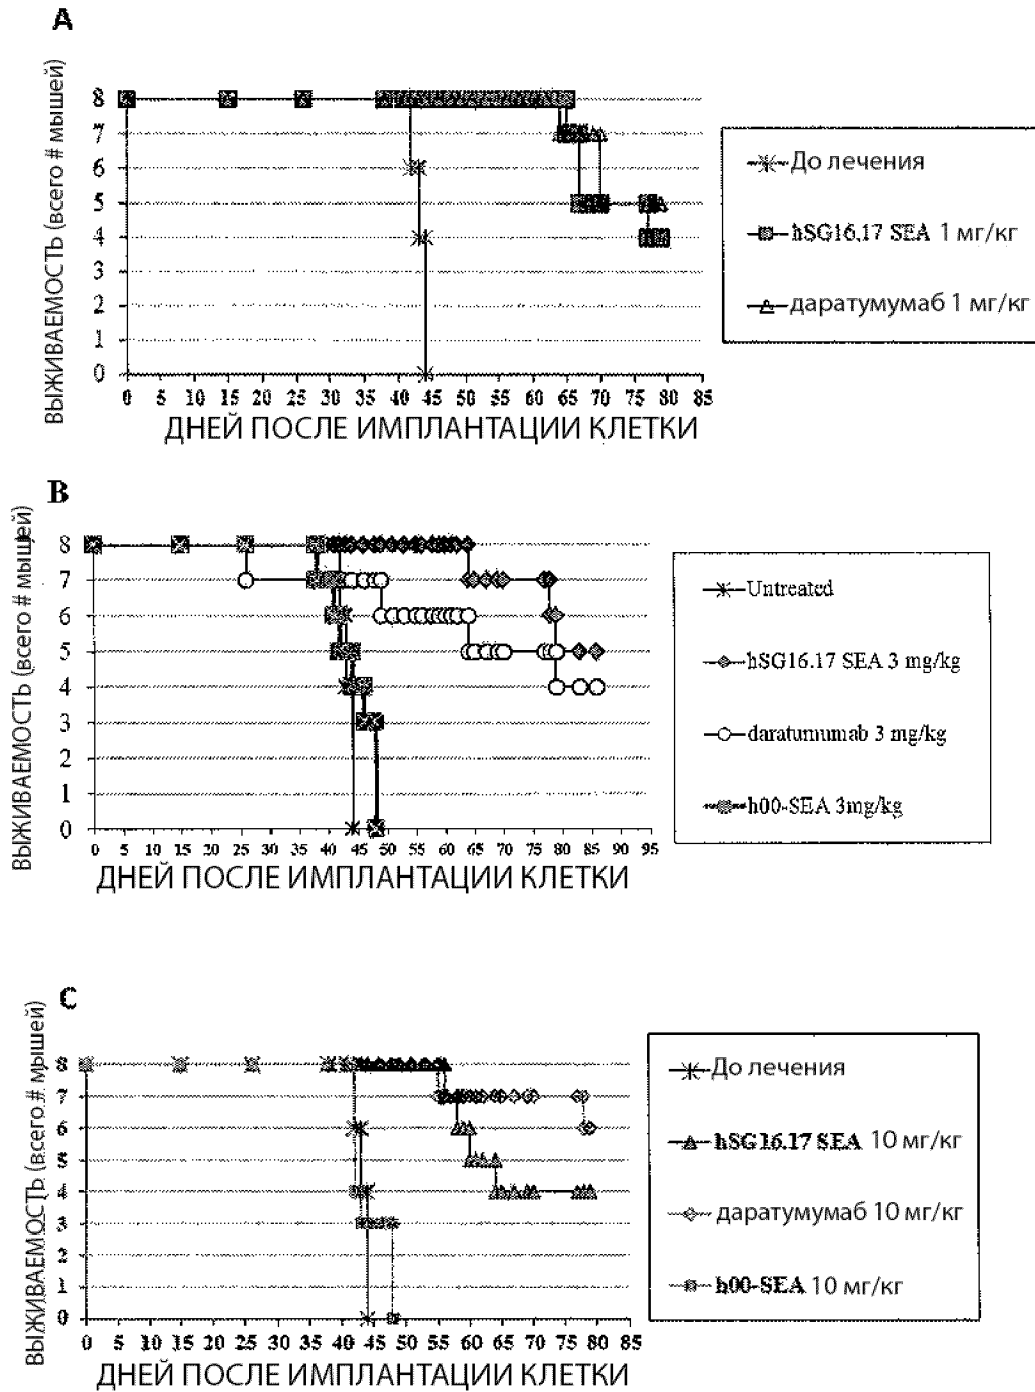 A
ВЫЖИВАЕМОСТЬ (всего # мышей)
8
7
6
5
4
3
2
1
0
0 5 10 15 20 25 30 35 40 45 50 55 60 65 70 75 80 85
ДНЕЙ ПОСЛЕ ИМПЛАНТАЦИИ КЛЕТКИ
До лечения
hSG16.17 SEA 1 мг/кг
даратумумаб 1 мг/кг
B
ВЫЖИВАЕМОСТЬ (всего # мышей)
8
7
6
5
4
3
2
1
0
0 5 10 15 20 25 30 35 40 45 50 55 60 65 70 75 80 85 90 95
ДНЕЙ ПОСЛЕ ИМПЛАНТАЦИИ КЛЕТКИ
Untreated
hSG16.17 SEA 3 mg/kg
daratumumab 3 mg/kg
h00-SEA 3mg/kg
C
ВЫЖИВАЕМОСТЬ (всего # мышей)
8
7
6
5
4
3
2
1
0
0 5 10 15 20 25 30 35 40 45 50 55 60 65 70 75 80 85
ДНЕЙ ПОСЛЕ ИМПЛАНТАЦИИ КЛЕТКИ
До лечения
hSG16.17 SEA 10 мг/кг
даратумумаб 10 мг/кг
h00-SEA 10 мг/кг